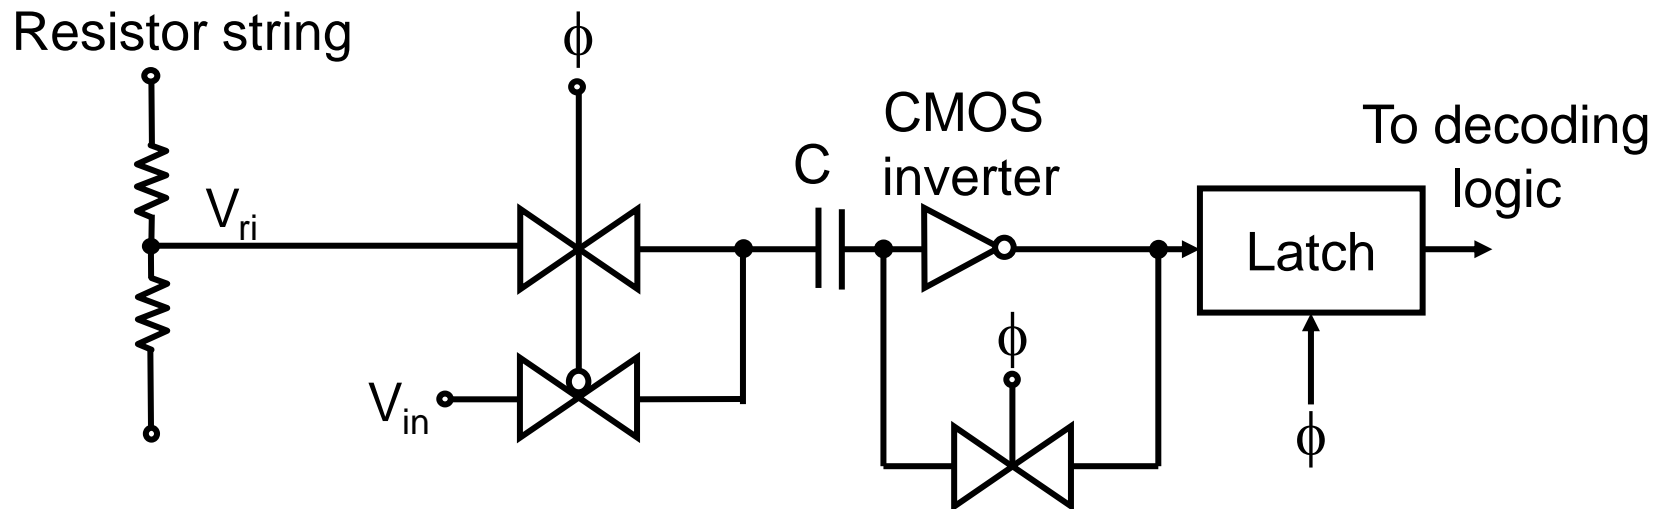 Resistor string
ϕ
CMOS
inverter
C
To decoding
logic
V_ri
Latch
ϕ
V_in
ϕ